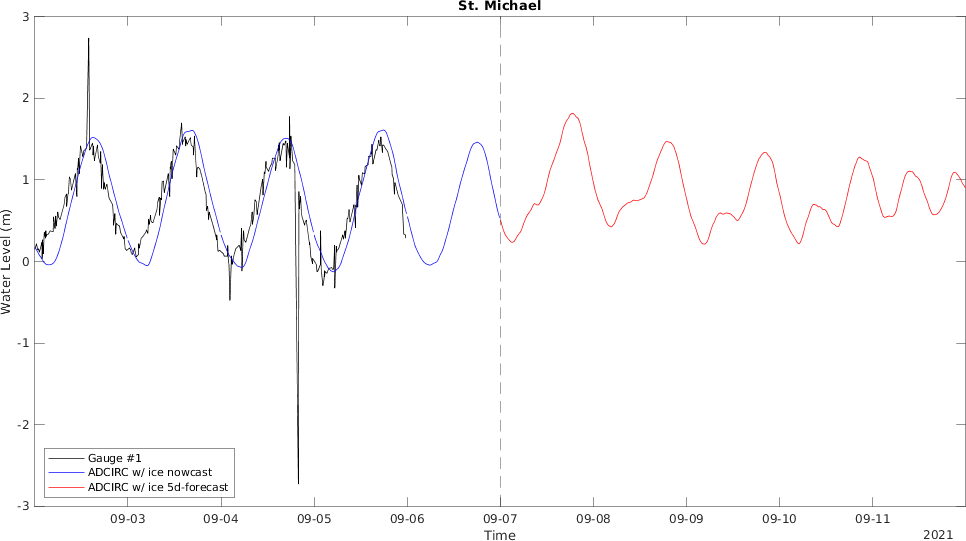 St. Michael
3
2
1
0
-1
-2
-3
Water Level (m)
Gauge #1
ADCIRC w/ ice nowcast
ADCIRC w/ ice 5d-forecast
09-03 09-04 09-05 09-06 09-07 09-08 09-09 09-10 09-11
Time
2021